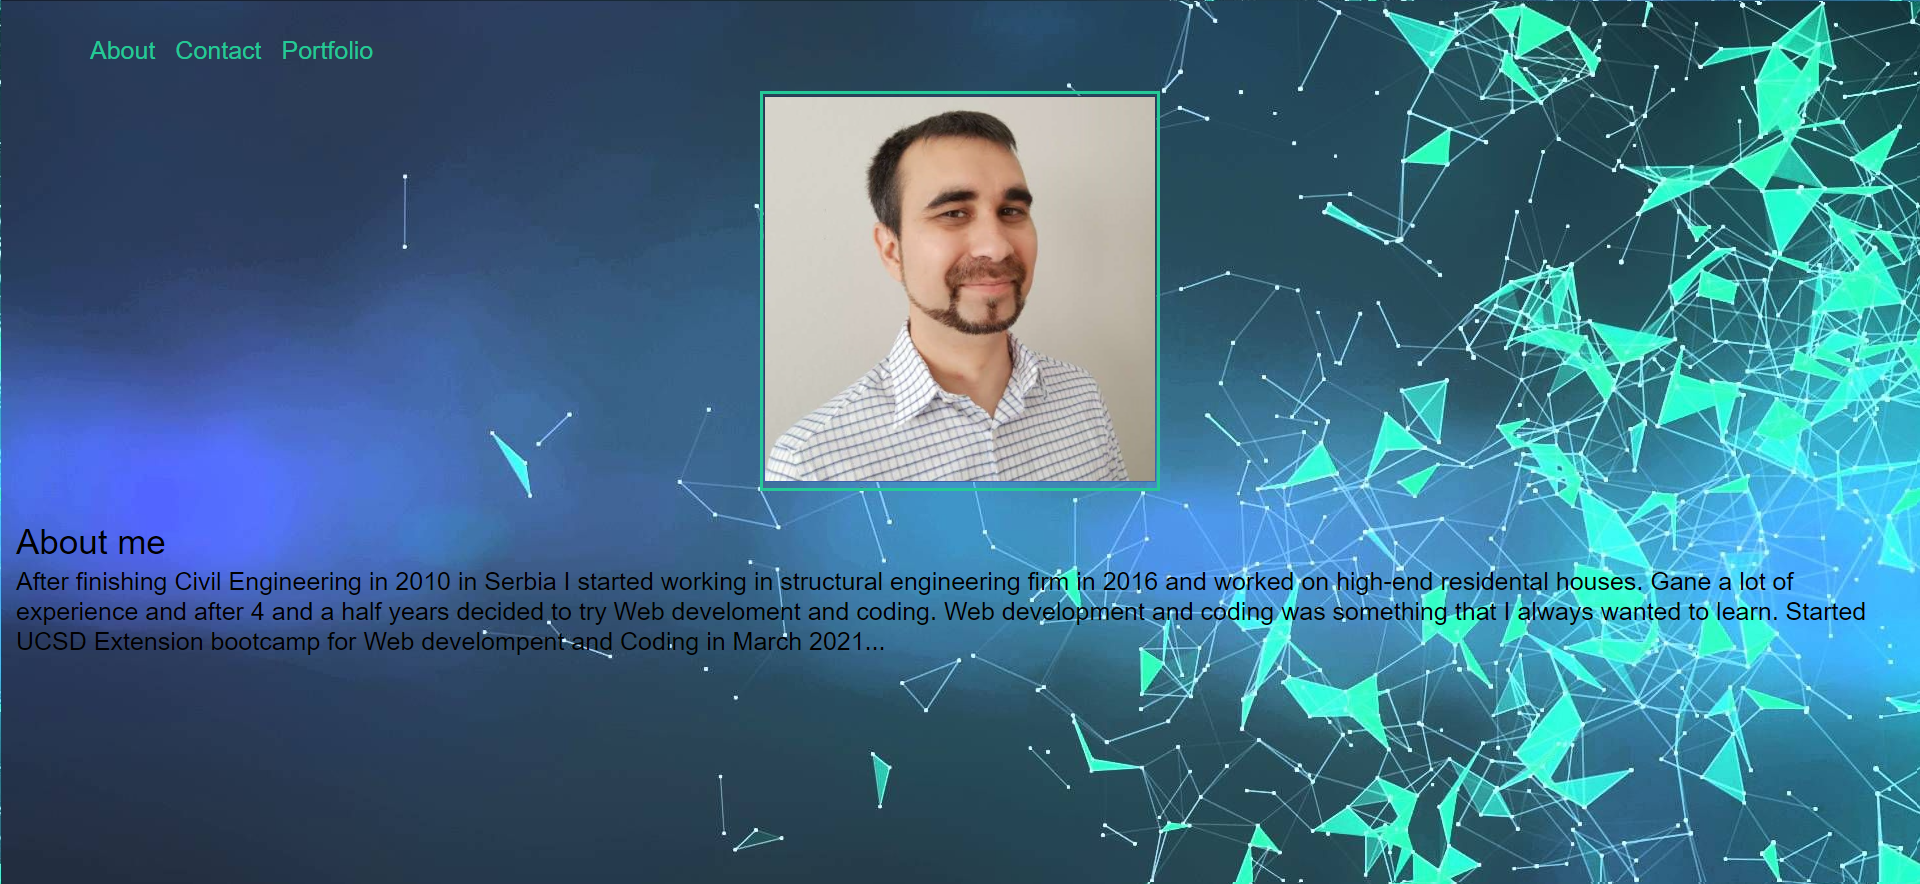 About Contact Portfolio
About me
After finishing Civil Engineering in 2010 in Serbia I started working in structural engineering firm in 2016 and worked on high-end residental houses. Gane a lot of
experience and after 4 and a half years decided to try Web develoment and coding. Web development and coding was something that I always wanted to learn. Started
UCSD Extension bootcamp for Web develompent and Coding in March 2021...